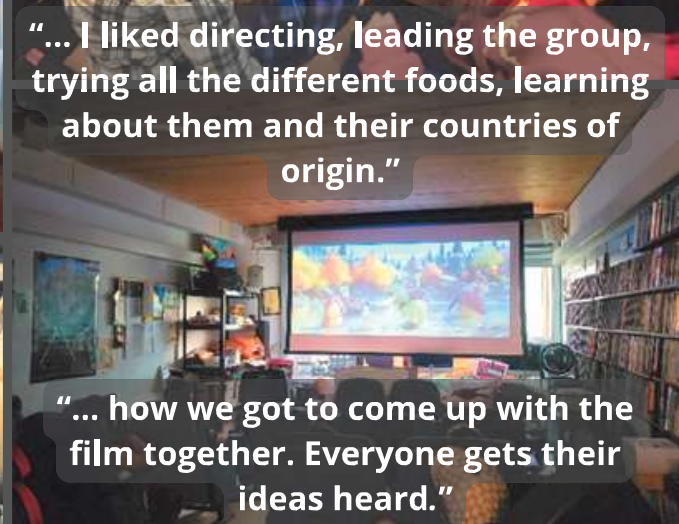 “... I liked directing, leading the group,
trying all the different foods, learning
about them and their countries of
origin.”
“... how we got to come up with the
film together. Everyone gets their
ideas heard.”